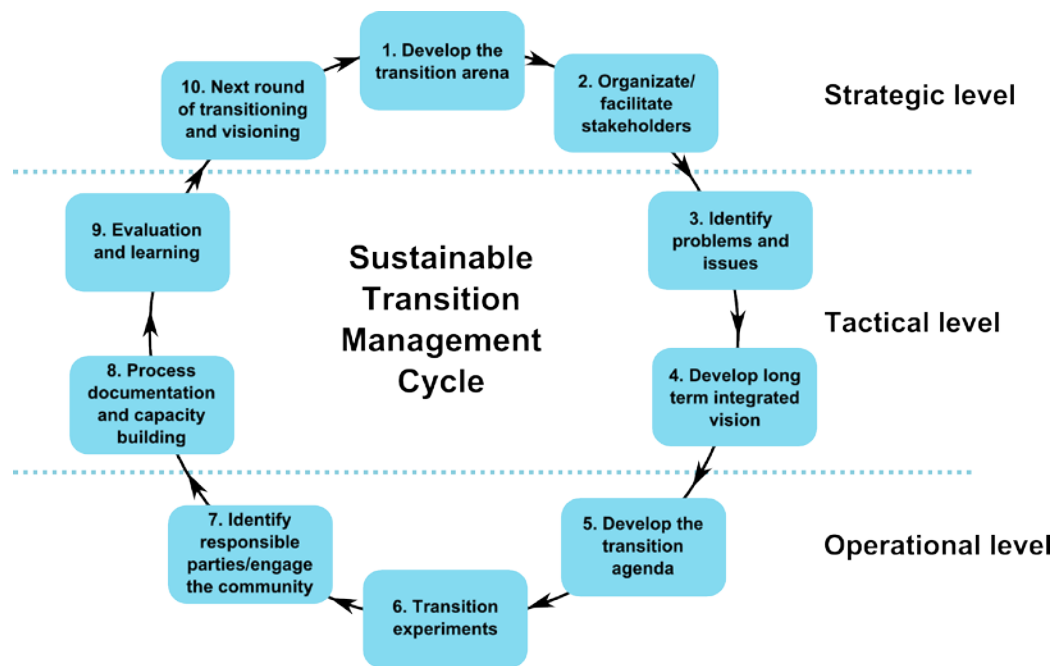 1. Develop the
transition arena
2. Organizate/
facilitate
stakeholders
Strategic level
10. Next round
of transitioning
and visioning
3. Identify
problems and
issues
9. Evaluation
and learning
Sustainable
Transition
Management
Cycle
Tactical level
4. Develop long
term integrated
vision
8. Process
documentation
and capacity
building
5. Develop the
transition
agenda
Operational level
7. Identify
responsible
parties/engage
the community
6. Transition
experiments